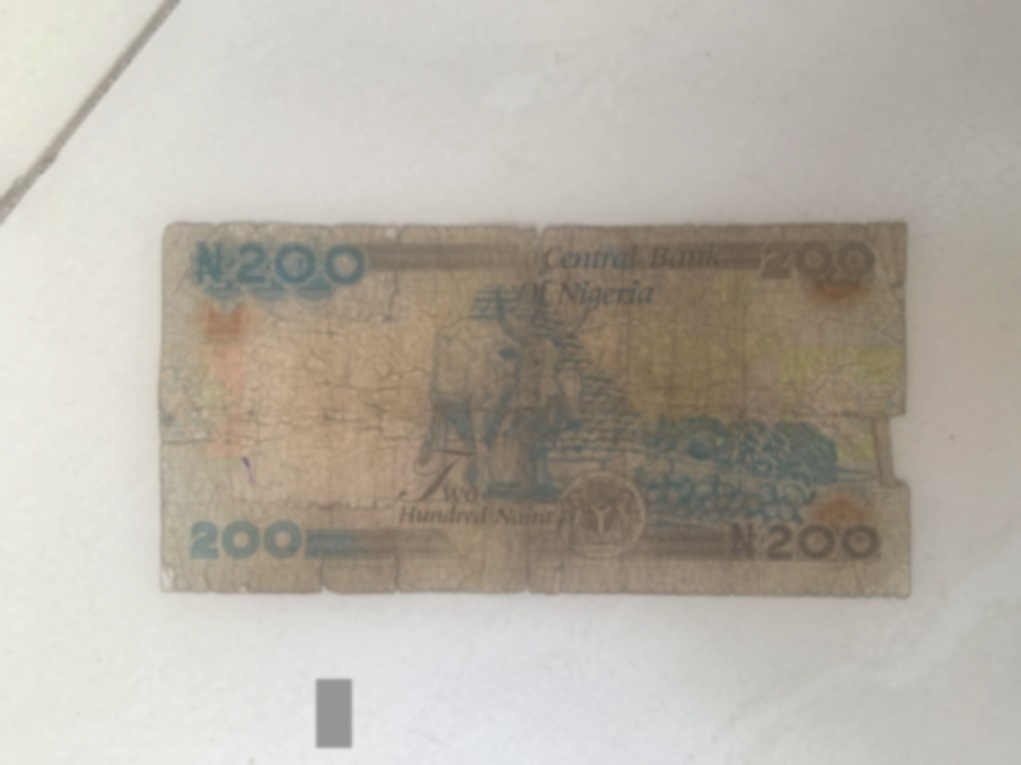 ₦200
Central Bank
Of Nigeria
200
Two
Hundred Naira
200
₦200